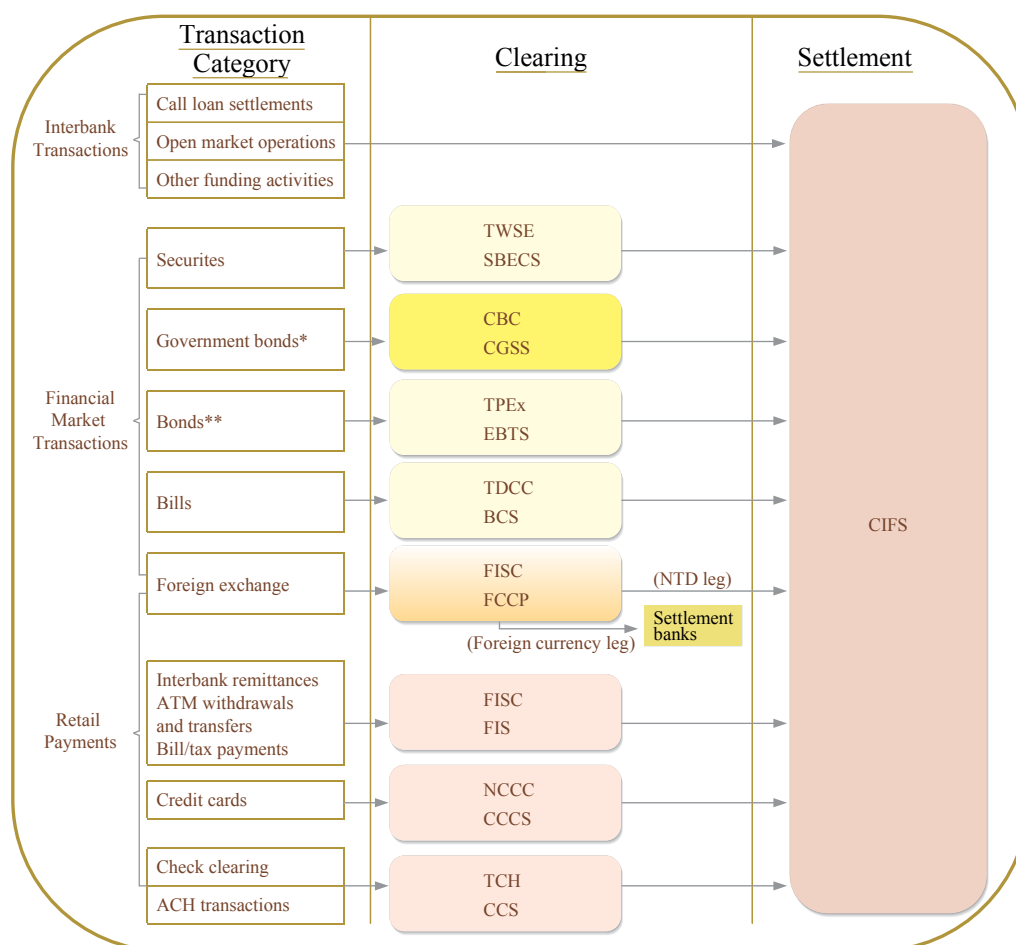 Transaction
Category
Clearing
Settlement
Interbank
Transactions
Call loan settlements
Open market operations
Other funding activities
Financial
Market
Transactions
Securites
TWSE
SBECS
Government bonds*
CBC
CGSS
Bonds**
TPEx
EBTS
Bills
TDCC
BCS
CIFS
Foreign exchange
FISC
FCCP
(NTD leg)
(Foreign currency leg)
Settlement
banks
Retail
Payments
Interbank remittances
ATM withdrawals
and transfers
Bill/tax payments
FISC
FIS
Credit cards
NCCC
CCCS
Check clearing
ACH transactions
TCH
CCS